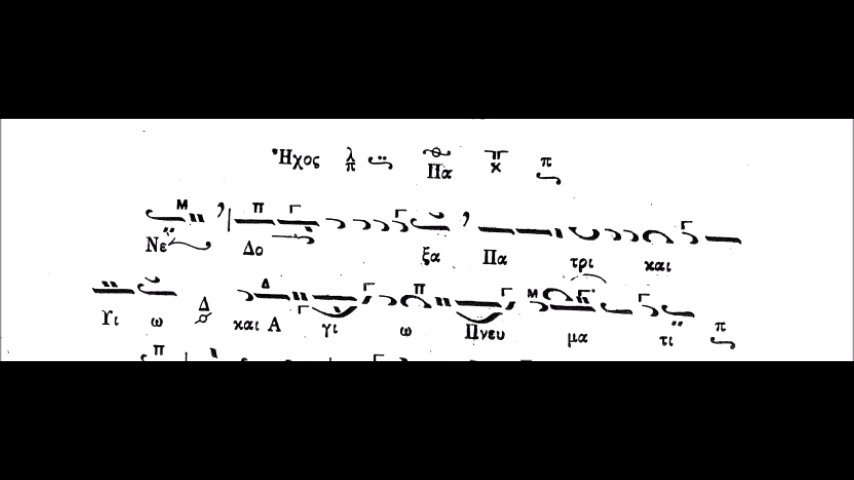 Ἦχος λ π Πα π
Νε Δο ξα Πα τρι και
Υι ω Δ και Α γι ω Πνευ μα τι π